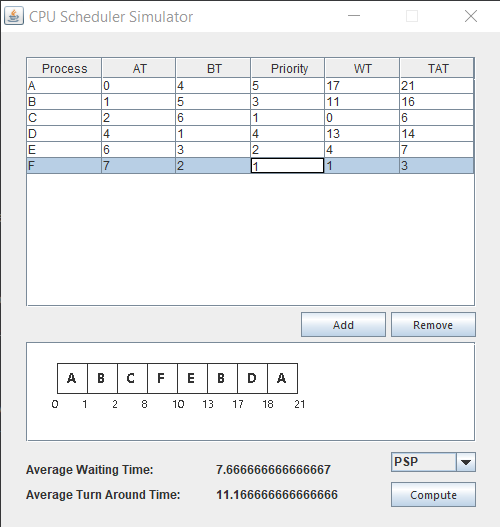 CPU Scheduler Simulator
Process AT BT Priority WT TAT
A 0 4 5 17 21
B 1 5 3 11 16
C 2 6 1 0 6
D 4 1 4 13 14
E 6 3 2 4 7
F 7 2 1 1 3
Add Remove
A B C F E B D A
0 1 2 8 10 13 17 18 21
PSP
Average Waiting Time: 7.666666666666667
Average Turn Around Time: 11.166666666666666
Compute